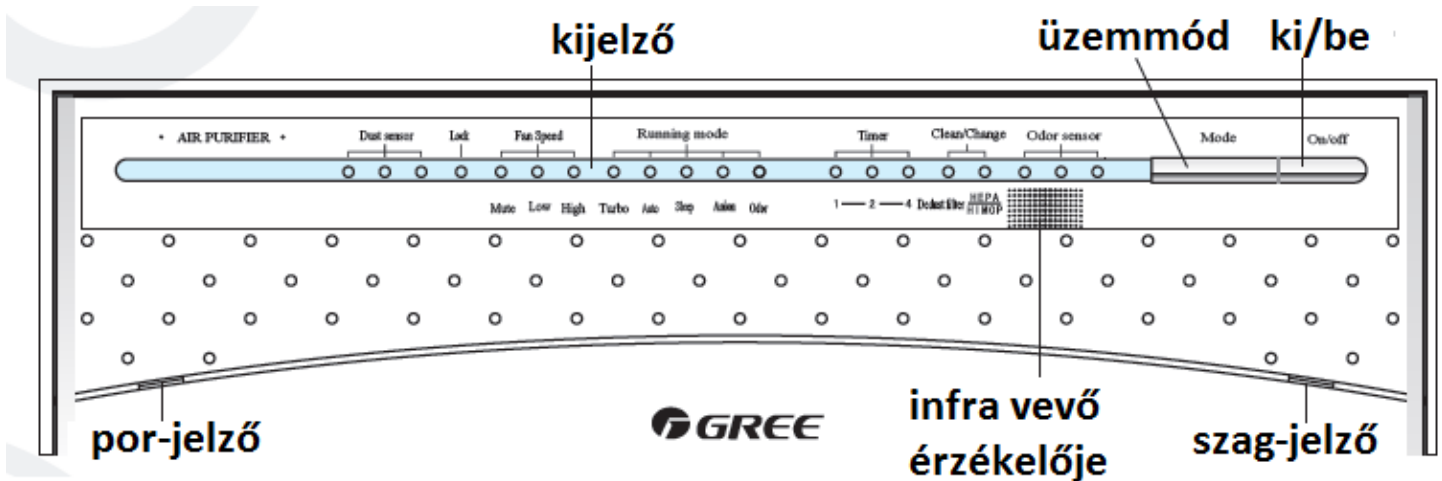 kijelző
üzemmód ki/be
AIR PURIFIER Dust sensor Lock Fan Speed Running mode Timer Clean/Change Odor sensor Mode On/off
Mute Low High Turbo Auto Sleep Anion Odor 1 — 2 — 4 Dedust filter HEPA
HIMOP
por-jelző
GREE
infra vevő
érzékelője
szag-jelző